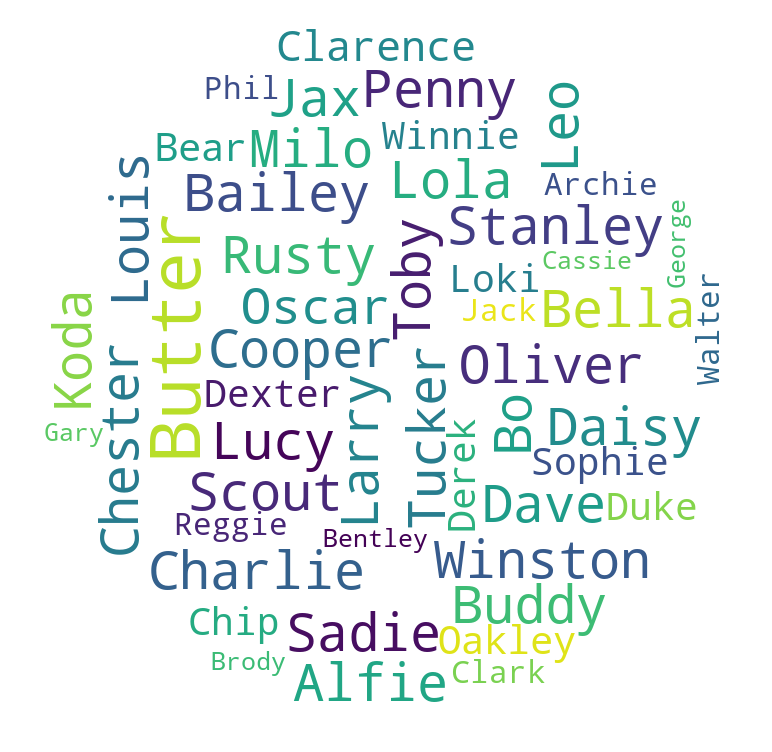 Clarence
Phil
Jax
Penny
Leo
Bear
Milo
Winnie
Louis
Bailey
Lola
Archie
Butter
Rusty
Toby
Stanley
George
Cassie
Loki
Koda
Oscar
Jack
Bella
Walter
Cooper
Oliver
Chester
Dexter
Larry
Tucker
Bo
Daisy
Gary
Lucy
Derek
Sophie
Scout
Dave
Duke
Reggie
Bentley
Charlie
Winston
Chip
Buddy
Sadie
Oakley
Brody
Alfie
Clark